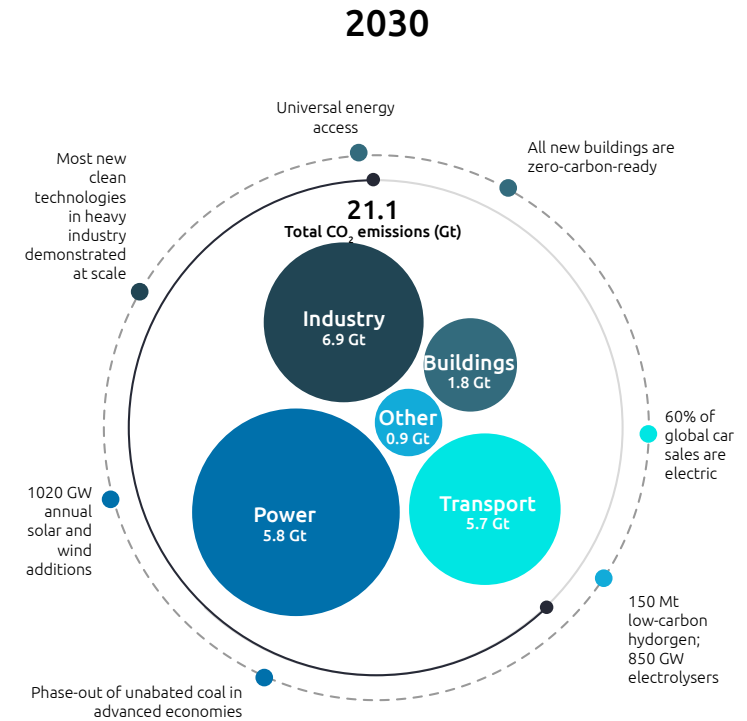 2030
Universal energy
access
All new buildings are
zero-carbon-ready
Most new
clean
technologies
in heavy
industry
demonstrated
at scale
21.1
Total CO₂ emissions (Gt)
Industry
6.9 Gt
Buildings
1.8 Gt
Other
0.9 Gt
60% of
global car
sales are
electric
Power
5.8 Gt
Transport
5.7 Gt
1020 GW
annual
solar and
wind
additions
150 Mt
low-carbon
hydorgen;
850 GW
electrolysers
Phase-out of unabated coal in
advanced economies